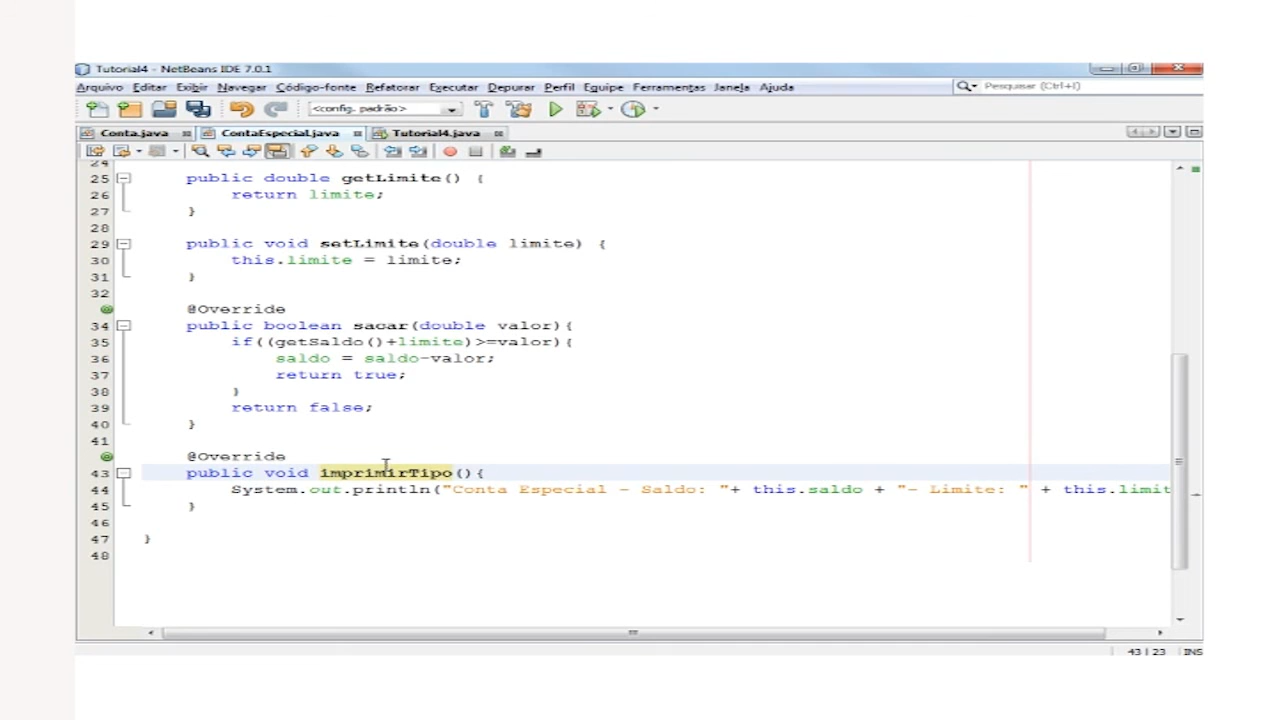 Tutorial4 - NetBeans IDE 7.0.1
Arquivo Editar Exibir Navegar Código-fonte Refatorar Executar Depurar Perfil Equipe Ferramentas Janela Ajuda
Pesquisar (Ctrl+I)
<config. padrão>
Conta.java ContaEspecial.java Tutorial4.java
24
25 public double getLimite() {
26 return limite;
27 }
28
29 public void setLimite(double limite) {
30 this.limite = limite;
31 }
32
@Override
34 public boolean sacar(double valor){
35 if((getSaldo()+limite)>=valor){
36 saldo = saldo-valor;
37 return true;
38 }
39 return false;
40 }
41
@Override
43 public void imprimirTipo(){
44 System.out.println("Conta Especial - Saldo: "+ this.saldo + "- Limite: " + this.limit
45 }
46
47 }
48
43 | 23 INS